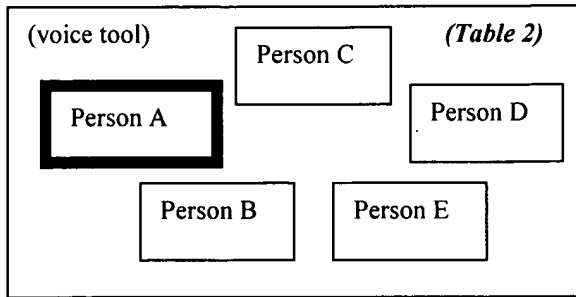 (voice tool)
(Table 2)
Person C
Person A
Person D
Person B
Person E